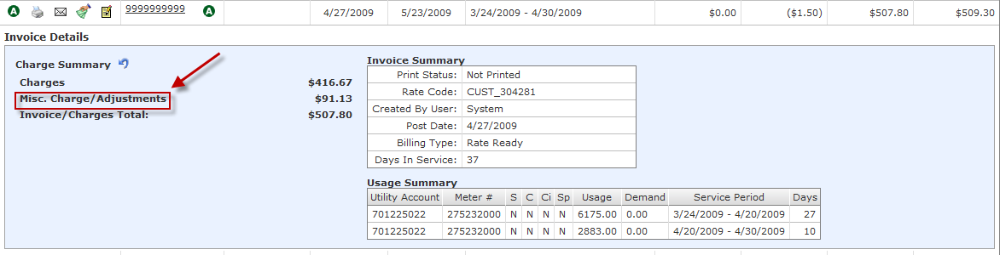 A 9999999999 A 4/27/2009 5/23/2009 3/24/2009 - 4/30/2009 $0.00 ($1.50) $507.80 $509.30
Invoice Details
Charge Summary
Charges $416.67
Misc. Charge/Adjustments $91.13
Invoice/Charges Total: $507.80
Invoice Summary
Print Status: Not Printed
Rate Code: CUST_304281
Created By User: System
Post Date: 4/27/2009
Billing Type: Rate Ready
Days In Service: 37
Usage Summary
Utility Account Meter # S C Ci Sp Usage Demand Service Period Days
701225022 275232000 N N N N 6175.00 0.00 3/24/2009 - 4/20/2009 27
701225022 275232000 N N N N 2883.00 0.00 4/20/2009 - 4/30/2009 10